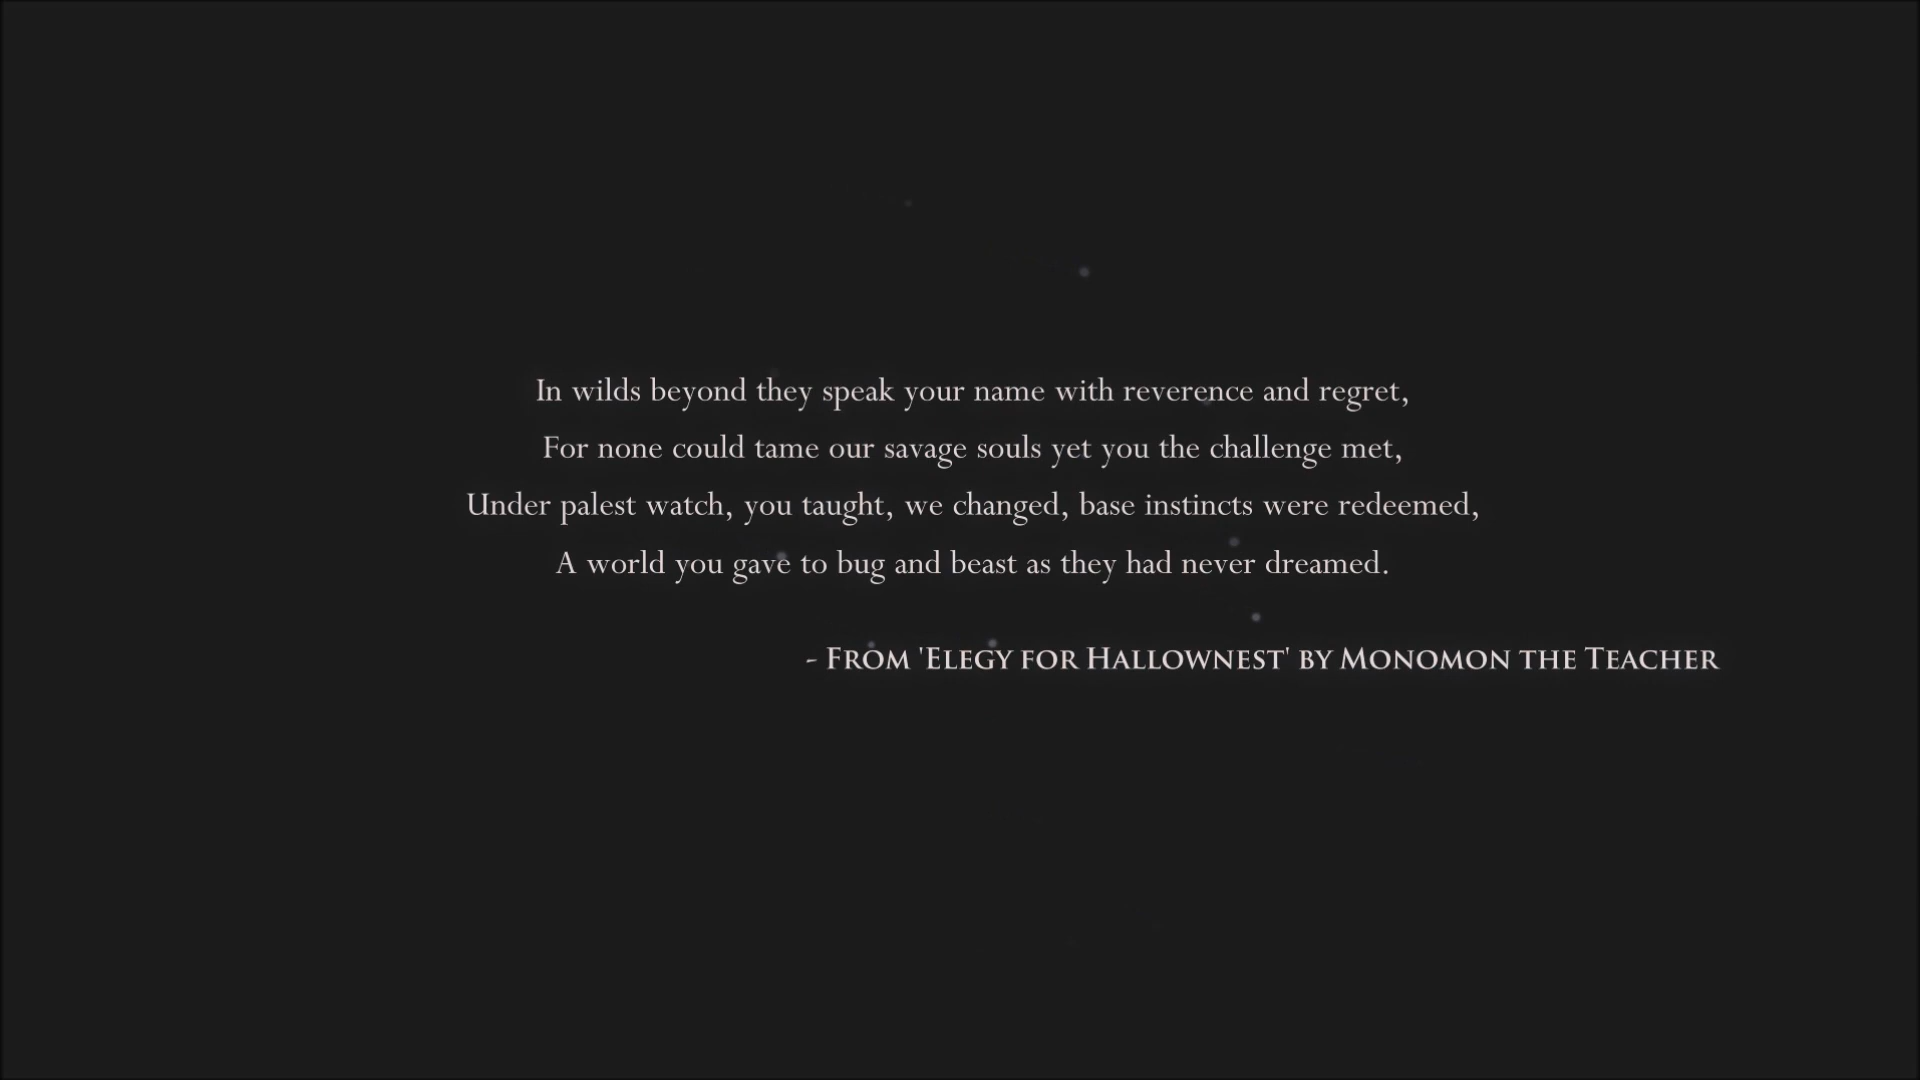 In wilds beyond they speak your name with reverence and regret,
For none could tame our savage souls yet you the challenge met,
Under palest watch, you taught, we changed, base instincts were redeemed,
A world you gave to bug and beast as they had never dreamed.
- From 'Elegy for Hallownest' by Monomon the Teacher